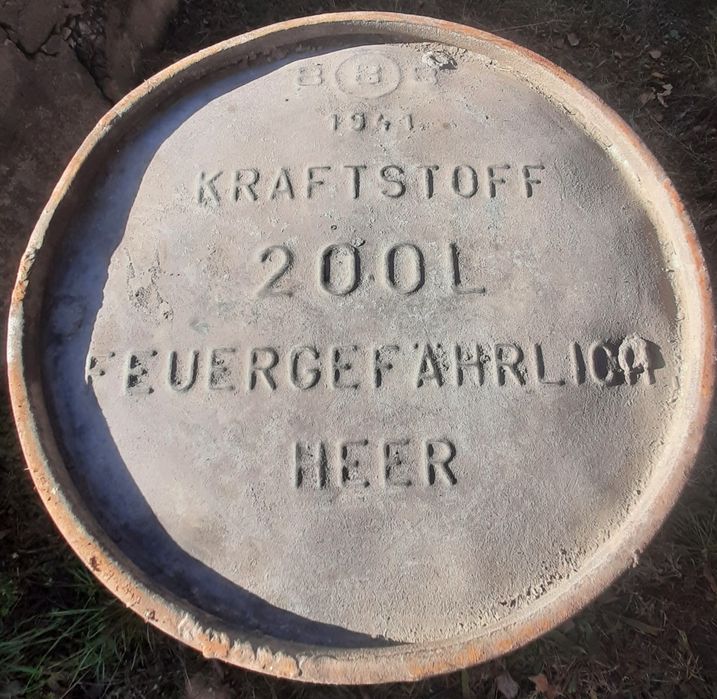 1941
KRAFTSTOFF
200L
FEUERGEFÄHRLICH
HEER